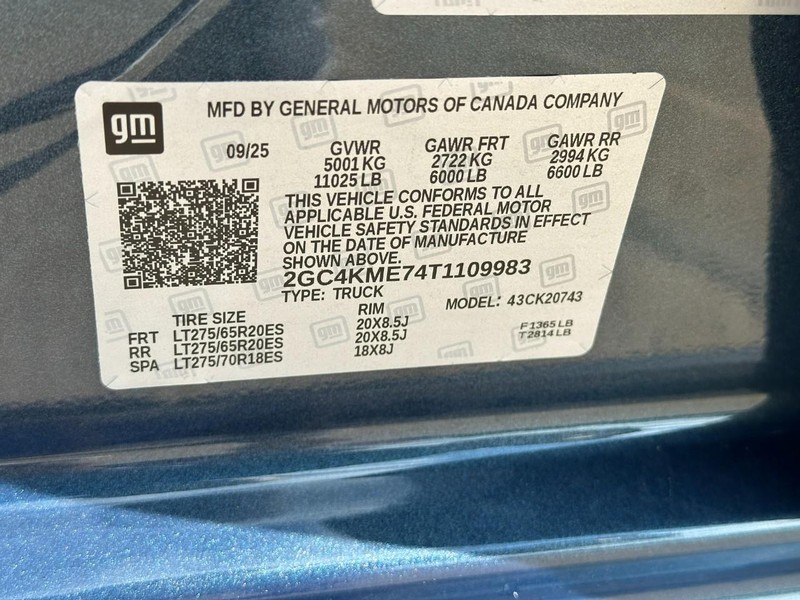 gm
MFD BY GENERAL MOTORS OF CANADA COMPANY
09/25 GVWR GAWR FRT GAWR RR
5001 KG 2722 KG 2994 KG
11025 LB 6000 LB 6600 LB
THIS VEHICLE CONFORMS TO ALL
APPLICABLE U.S. FEDERAL MOTOR
VEHICLE SAFETY STANDARDS IN EFFECT
ON THE DATE OF MANUFACTURE
SHOWN ABOVE.
2GC4KME74T1109983
TYPE: TRUCK MODEL: 43CK20743
TIRE SIZE RIM
FRT LT275/65R20ES 20X8.5J F1365 LB
RR LT275/65R20ES 20X8.5J T2814 LB
SPA LT275/70R18ES 18X8J